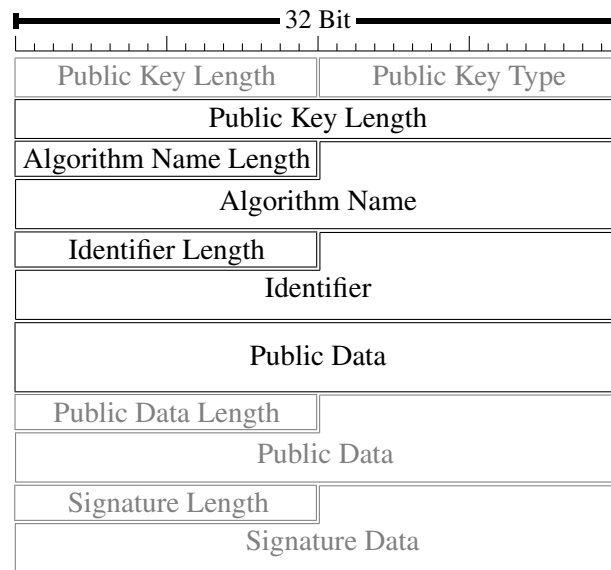 32 Bit
Public Key Length Public Key Type
Public Key Length
Algorithm Name Length
Algorithm Name
Identifier Length
Identifier
Public Data
Public Data Length
Public Data
Signature Length
Signature Data